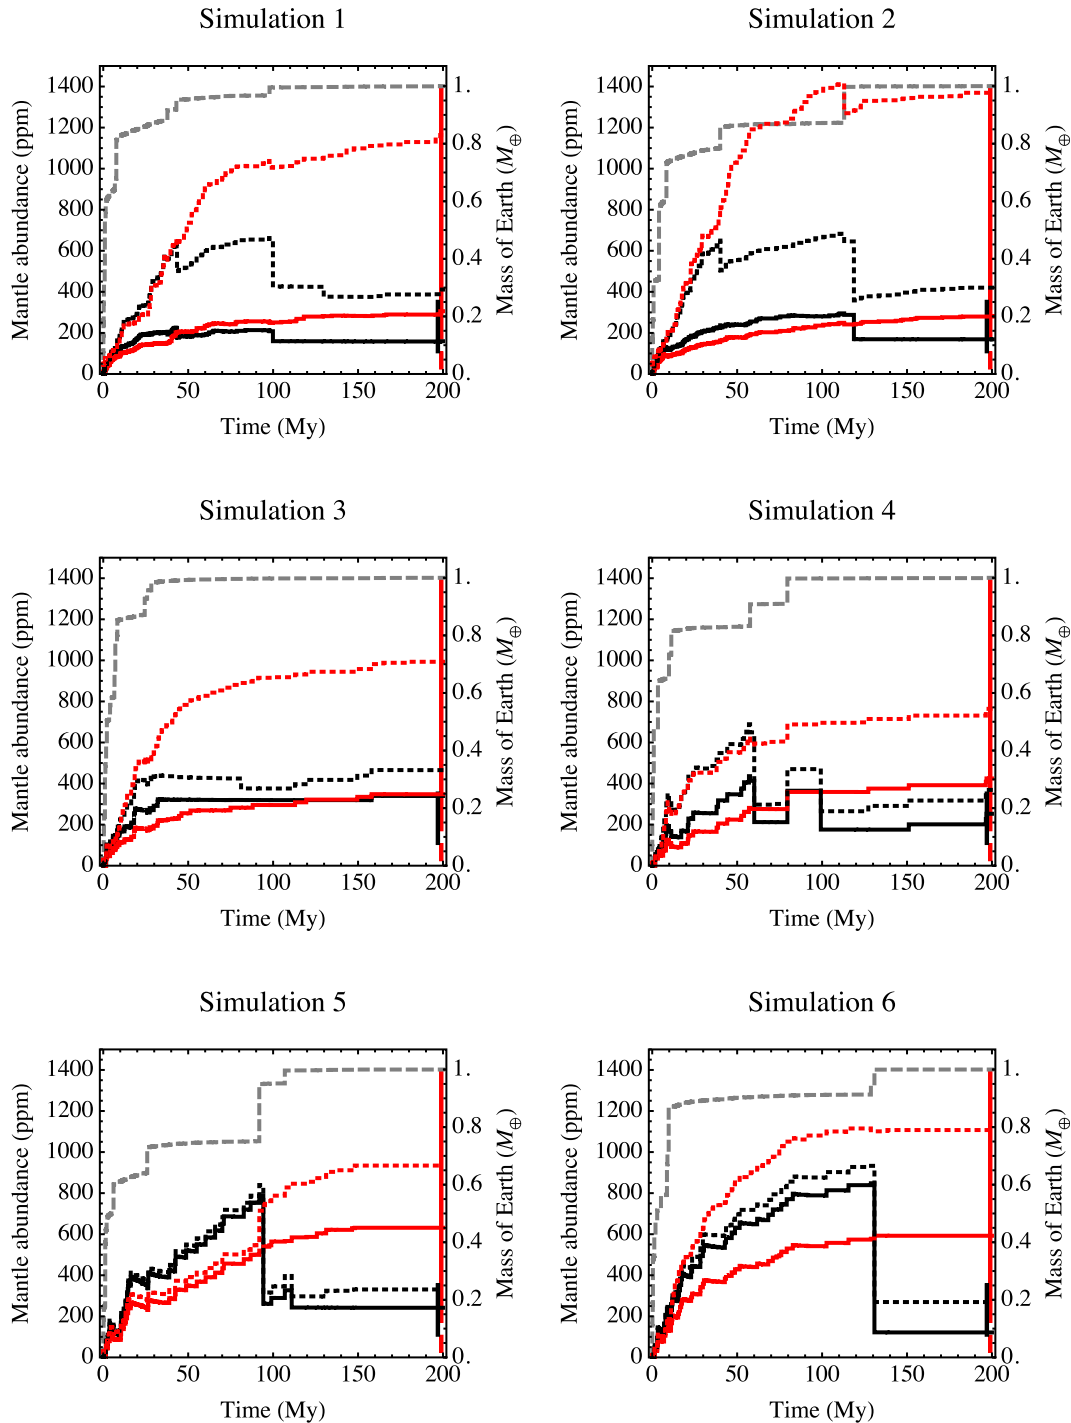 Simulation 1
Mantle abundance (ppm)
1400
1200
1000
800
600
400
200
0
1.
0.8
0.6
0.4
0.2
0.
Mass of Earth (M⊕)
0 50 100 150 200
Time (My)
Simulation 2
Mantle abundance (ppm)
1400
1200
1000
800
600
400
200
0
1.
0.8
0.6
0.4
0.2
0.
Mass of Earth (M⊕)
0 50 100 150 200
Time (My)
Simulation 3
Mantle abundance (ppm)
1400
1200
1000
800
600
400
200
0
1.
0.8
0.6
0.4
0.2
0.
Mass of Earth (M⊕)
0 50 100 150 200
Time (My)
Simulation 4
Mantle abundance (ppm)
1400
1200
1000
800
600
400
200
0
1.
0.8
0.6
0.4
0.2
0.
Mass of Earth (M⊕)
0 50 100 150 200
Time (My)
Simulation 5
Mantle abundance (ppm)
1400
1200
1000
800
600
400
200
0
1.
0.8
0.6
0.4
0.2
0.
Mass of Earth (M⊕)
0 50 100 150 200
Time (My)
Simulation 6
Mantle abundance (ppm)
1400
1200
1000
800
600
400
200
0
1.
0.8
0.6
0.4
0.2
0.
Mass of Earth (M⊕)
0 50 100 150 200
Time (My)